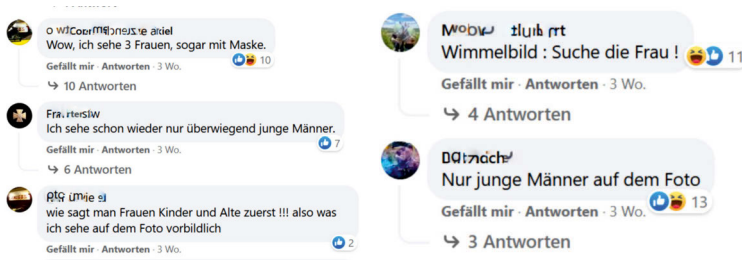 Wow, ich sehe 3 Frauen, sogar mit Maske.
10
Gefällt mir · Antworten · 3 Wo.
10 Antworten
Ich sehe schon wieder nur überwiegend junge Männer.
7
Gefällt mir · Antworten · 3 Wo.
6 Antworten
wie sagt man Frauen Kinder und Alte zuerst !!! also was
ich sehe auf dem Foto vorbildlich
2
Gefällt mir · Antworten · 3 Wo.
Wimmelbild : Suche die Frau !
11
Gefällt mir · Antworten · 3 Wo.
4 Antworten
Nur junge Männer auf dem Foto
13
Gefällt mir · Antworten · 3 Wo.
3 Antworten